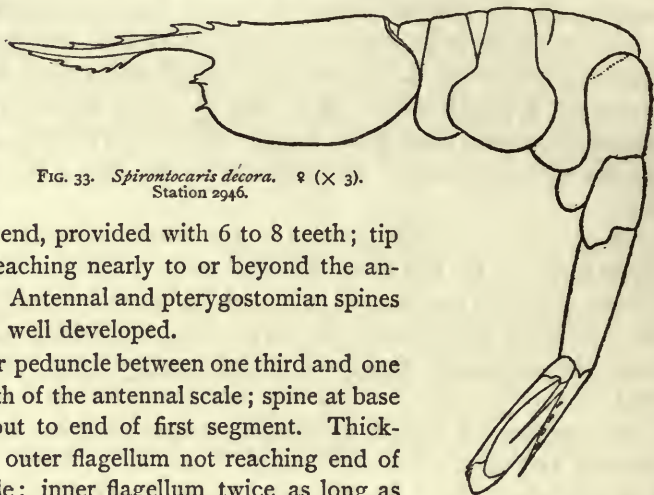 FIG. 33. Spirontocaris decora. ♀ (× 3).
Station 2946.
end, provided with 6 to 8 teeth; tip
eaching nearly to or beyond the an-
Antennal and pterygostomian spines
well developed.
r peduncle between one third and one
th of the antennal scale; spine at base
out to end of first segment. Thick-
outer flagellum not reaching end of
le; inner flagellum twice as long as